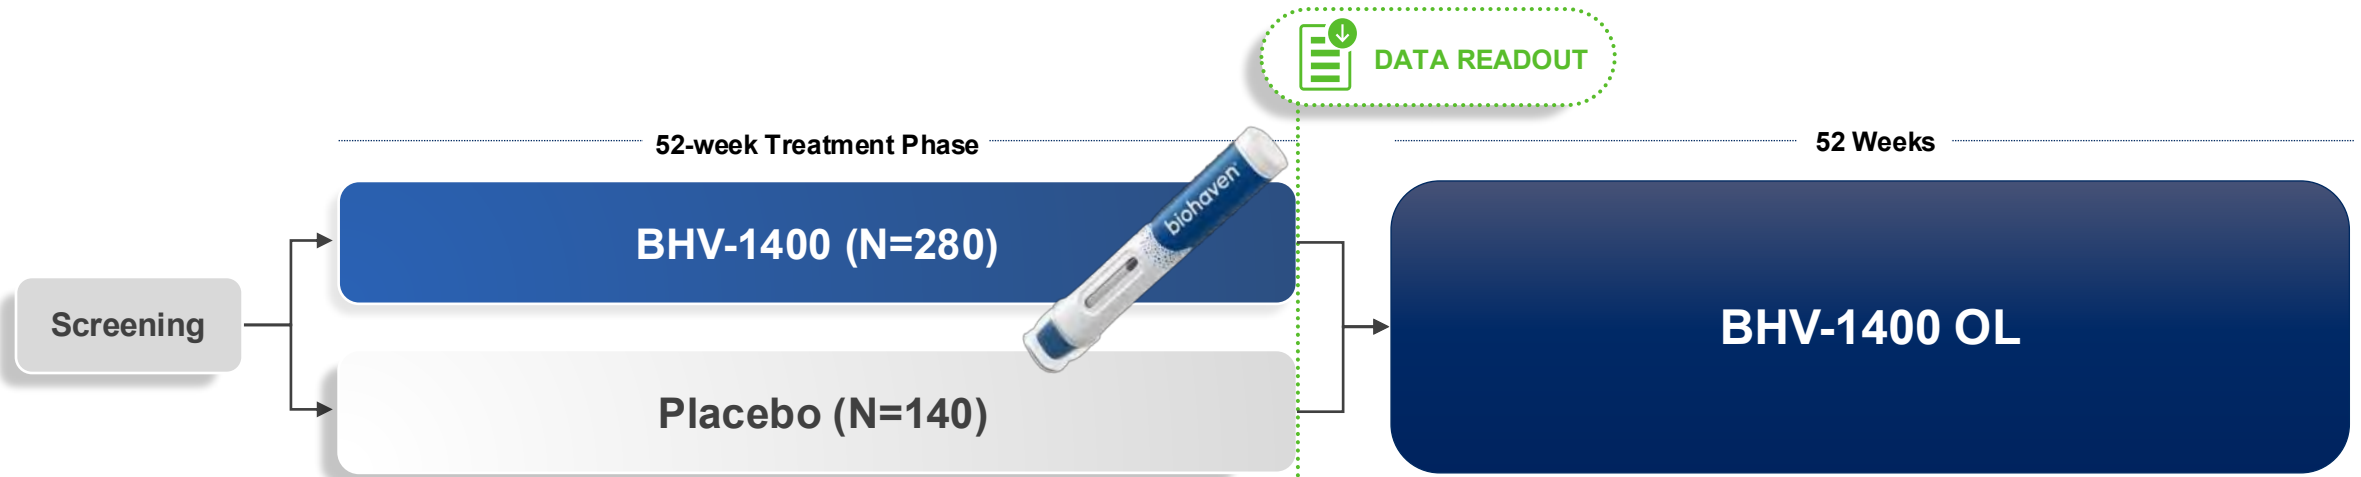 DATA READOUT
52-week Treatment Phase
52 Weeks
BHV-1400 (N=280)
biohaven
Screening
BHV-1400 OL
Placebo (N=140)